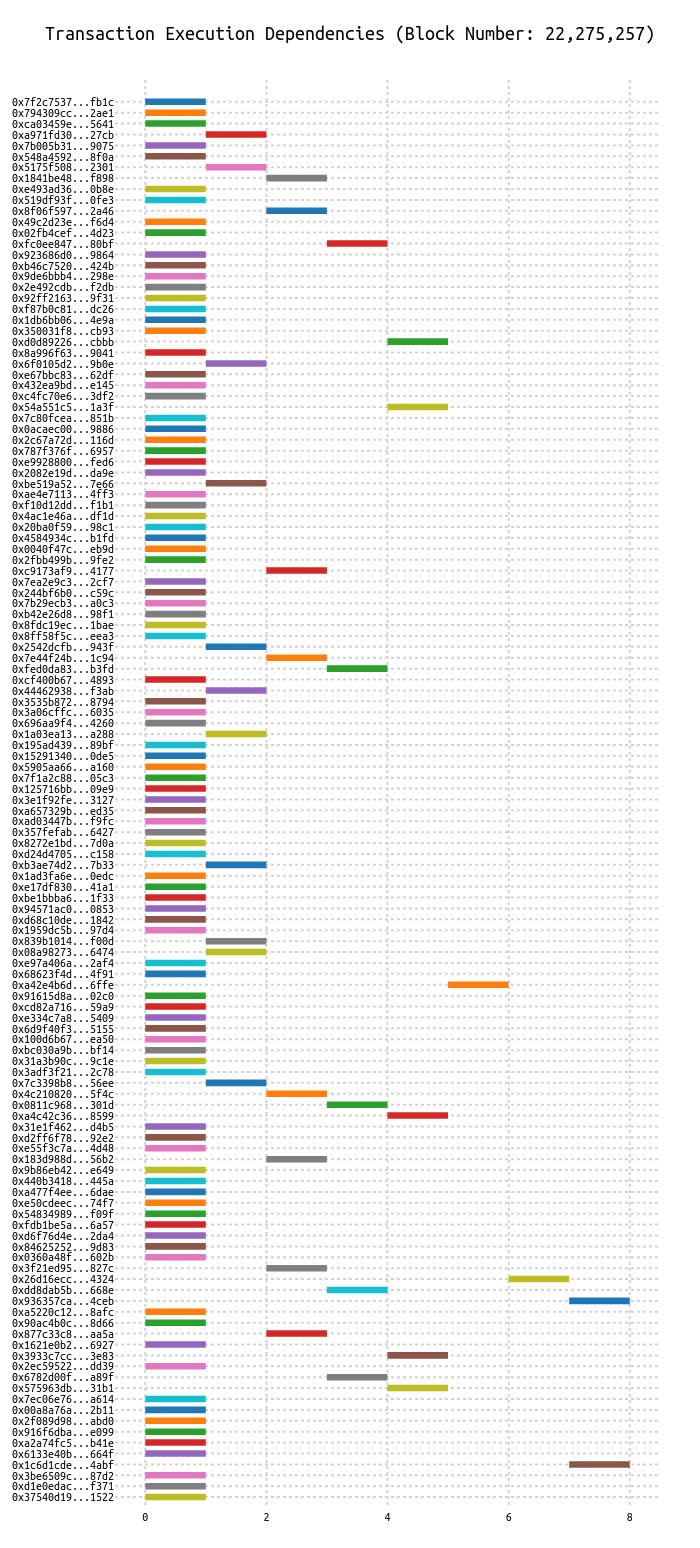 Transaction Execution Dependencies (Block Number: 22,275,257)
0x7f2c7537...fb1c
0x794309cc...2ae1
0xca03459e...5641
0xa971fd30...27cb
0x7b005b31...9075
0x548a4592...8f0a
0x5175f508...2301
0x1841be48...f898
0xe493ad36...0b8e
0x519df93f...0fe3
0x8f06f597...2a46
0x49c2d23e...f6d4
0x02fb4cef...4d23
0xfc0ee847...80bf
0x923686d0...9864
0xb46c7520...424b
0x9de6bbb4...298e
0x2e492cdb...f2db
0x92ff2163...9f31
0xf87b0c81...dc26
0x1db6bb06...4e9a
0x350031f8...cb93
0xd0d89226...cbbb
0x8a996f63...9041
0x6f0105d2...9b0e
0xe67bbc83...62df
0x432ea9bd...e145
0xc4fc70e6...3df2
0x54a551c5...1a3f
0x7c80fcea...851b
0x0acaec00...9886
0x2c67a72d...116d
0x787f376f...6957
0xe9928800...fed6
0x2082e19d...da9e
0xbe519a52...7e66
0xae4e7113...4ff3
0xf10d12dd...f1b1
0x4ac1e46a...df1d
0x20ba0f59...98c1
0x4584934c...b1fd
0x0040f47c...eb9d
0x2fbb499b...9fe2
0xc9173af9...4177
0x7ea2e9c3...2cf7
0x244bf6b0...c59c
0x7b29ecb3...a0c3
0xb42e26d8...98f1
0x8fdc19ec...1bae
0x8ff58f5c...eea3
0x2542dcfb...943f
0x7e44f24b...1c94
0xfed0da83...b3fd
0xcf400b67...4893
0x44462938...f3ab
0x3535b872...8794
0x3a06cffc...6035
0x696aa9f4...4260
0x1a03ea13...a288
0x195ad439...89bf
0x15291340...0de5
0x5905aa66...a160
0x7f1a2c88...05c3
0x125716bb...09e9
0x3e1f92fe...3127
0xa657329b...ed35
0xad03447b...f9fc
0x357fefab...6427
0x8272e1bd...7d0a
0xd24d4705...c158
0xb3ae74d2...7b33
0x1ad3fa6e...0edc
0xe17df830...41a1
0xbe1bbba6...1f33
0x94571ac0...0853
0xd68c10de...1842
0x1959dc5b...97d4
0x839b1014...f00d
0x08a98273...6474
0xe97a406a...2af4
0x68623f4d...4f91
0xa42e4b6d...6ffe
0x91615d8a...02c0
0xcd82a716...59a9
0xe334c7a8...5409
0x6d9f40f3...5155
0x100d6b67...ea50
0xbc030a9b...bf14
0x31a3b90c...9c1e
0x3adf3f21...2c78
0x7c3398b8...56ee
0x4c210820...5f4c
0x0811c968...301d
0xa4c42c36...8599
0x31e1f462...d4b5
0xd2ff6f78...92e2
0xe55f3c7a...4d48
0x183d988d...56b2
0x9b86eb42...e649
0x440b3418...445a
0xa477f4ee...6dae
0xe50cdeec...74f7
0x54834989...f09f
0xfdb1be5a...6a57
0xd6f76d4e...2da4
0x84625252...9d83
0x0360a48f...602b
0x3f21ed95...827c
0x26d16ecc...4324
0xdd8dab5b...668e
0x936357ca...4ceb
0xa5220c12...8afc
0x90ac4b0c...8d66
0x877c33c8...aa5a
0x1621e0b2...6927
0x3933c7cc...3e83
0x2ec59522...dd39
0x6782d00f...a89f
0x575963db...31b1
0x7ec06e76...a614
0x00a8a76a...2b11
0x2f089d98...abd0
0x916f6dba...e099
0xa2a74fc5...b41e
0x6133e40b...664f
0x1c6d1cde...4abf
0x3be6509c...87d2
0xd1e0edac...f371
0x37540d19...1522
0 2 4 6 8